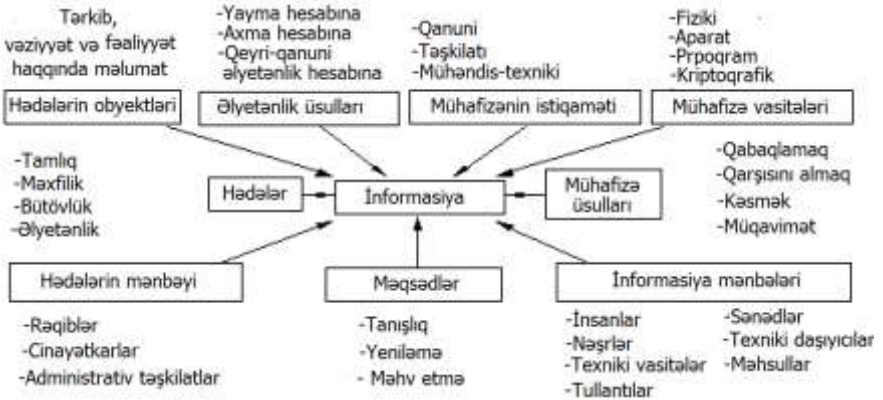 Tərkib,
vəziyyət və fəaliyyət
haqqında məlumat
Hədələrin obyektləri
-Yayma hesabına
-Axma hesabına
-Qeyri-qanuni
əlyetənlik hesabına
Əlyetənlik üsulları
-Qanuni
-Təşkilatı
-Mühəndis-texniki
Mühafizənin istiqaməti
-Fiziki
-Aparat
-Prpoqram
-Kriptoqrafik
Mühafizə vasitələri
-Tamlıq
-Məxfilik
-Bütövlük
-Əlyetənlik
Hədələr
İnformasiya
Mühafizə
üsulları
-Qabaqlamaq
-Qarşısını almaq
-Kəsmək
-Müqavimət
Hədələrin mənbəyi
-Rəqiblər
-Cinayətkarlar
-Administrativ təşkilatlar
Məqsədlər
-Tanışlıq
-Yeniləmə
- Məhv etmə
İnformasiya mənbələri
-İnsanlar
-Nəşrlər
-Texniki vasitələr
-Tullantılar
-Sənədlər
-Texniki daşıyıcılar
-Məhsullar